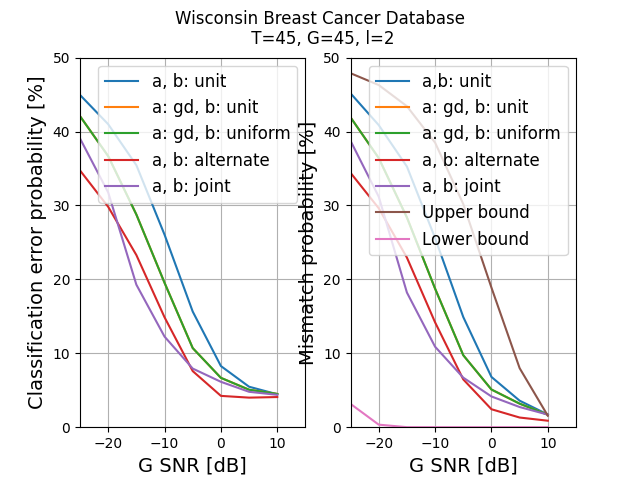 Wisconsin Breast Cancer Database
T=45, G=45, l=2
Classification error probability [%]
50
40
30
20
10
0
−20
−10
0
10
G SNR [dB]
a, b: unit
a: gd, b: unit
a: gd, b: uniform
a, b: alternate
a, b: joint
Mismatch probability [%]
50
40
30
20
10
0
−20
−10
0
10
G SNR [dB]
a,b: unit
a: gd, b: unit
a: gd, b: uniform
a, b: alternate
a, b: joint
Upper bound
Lower bound